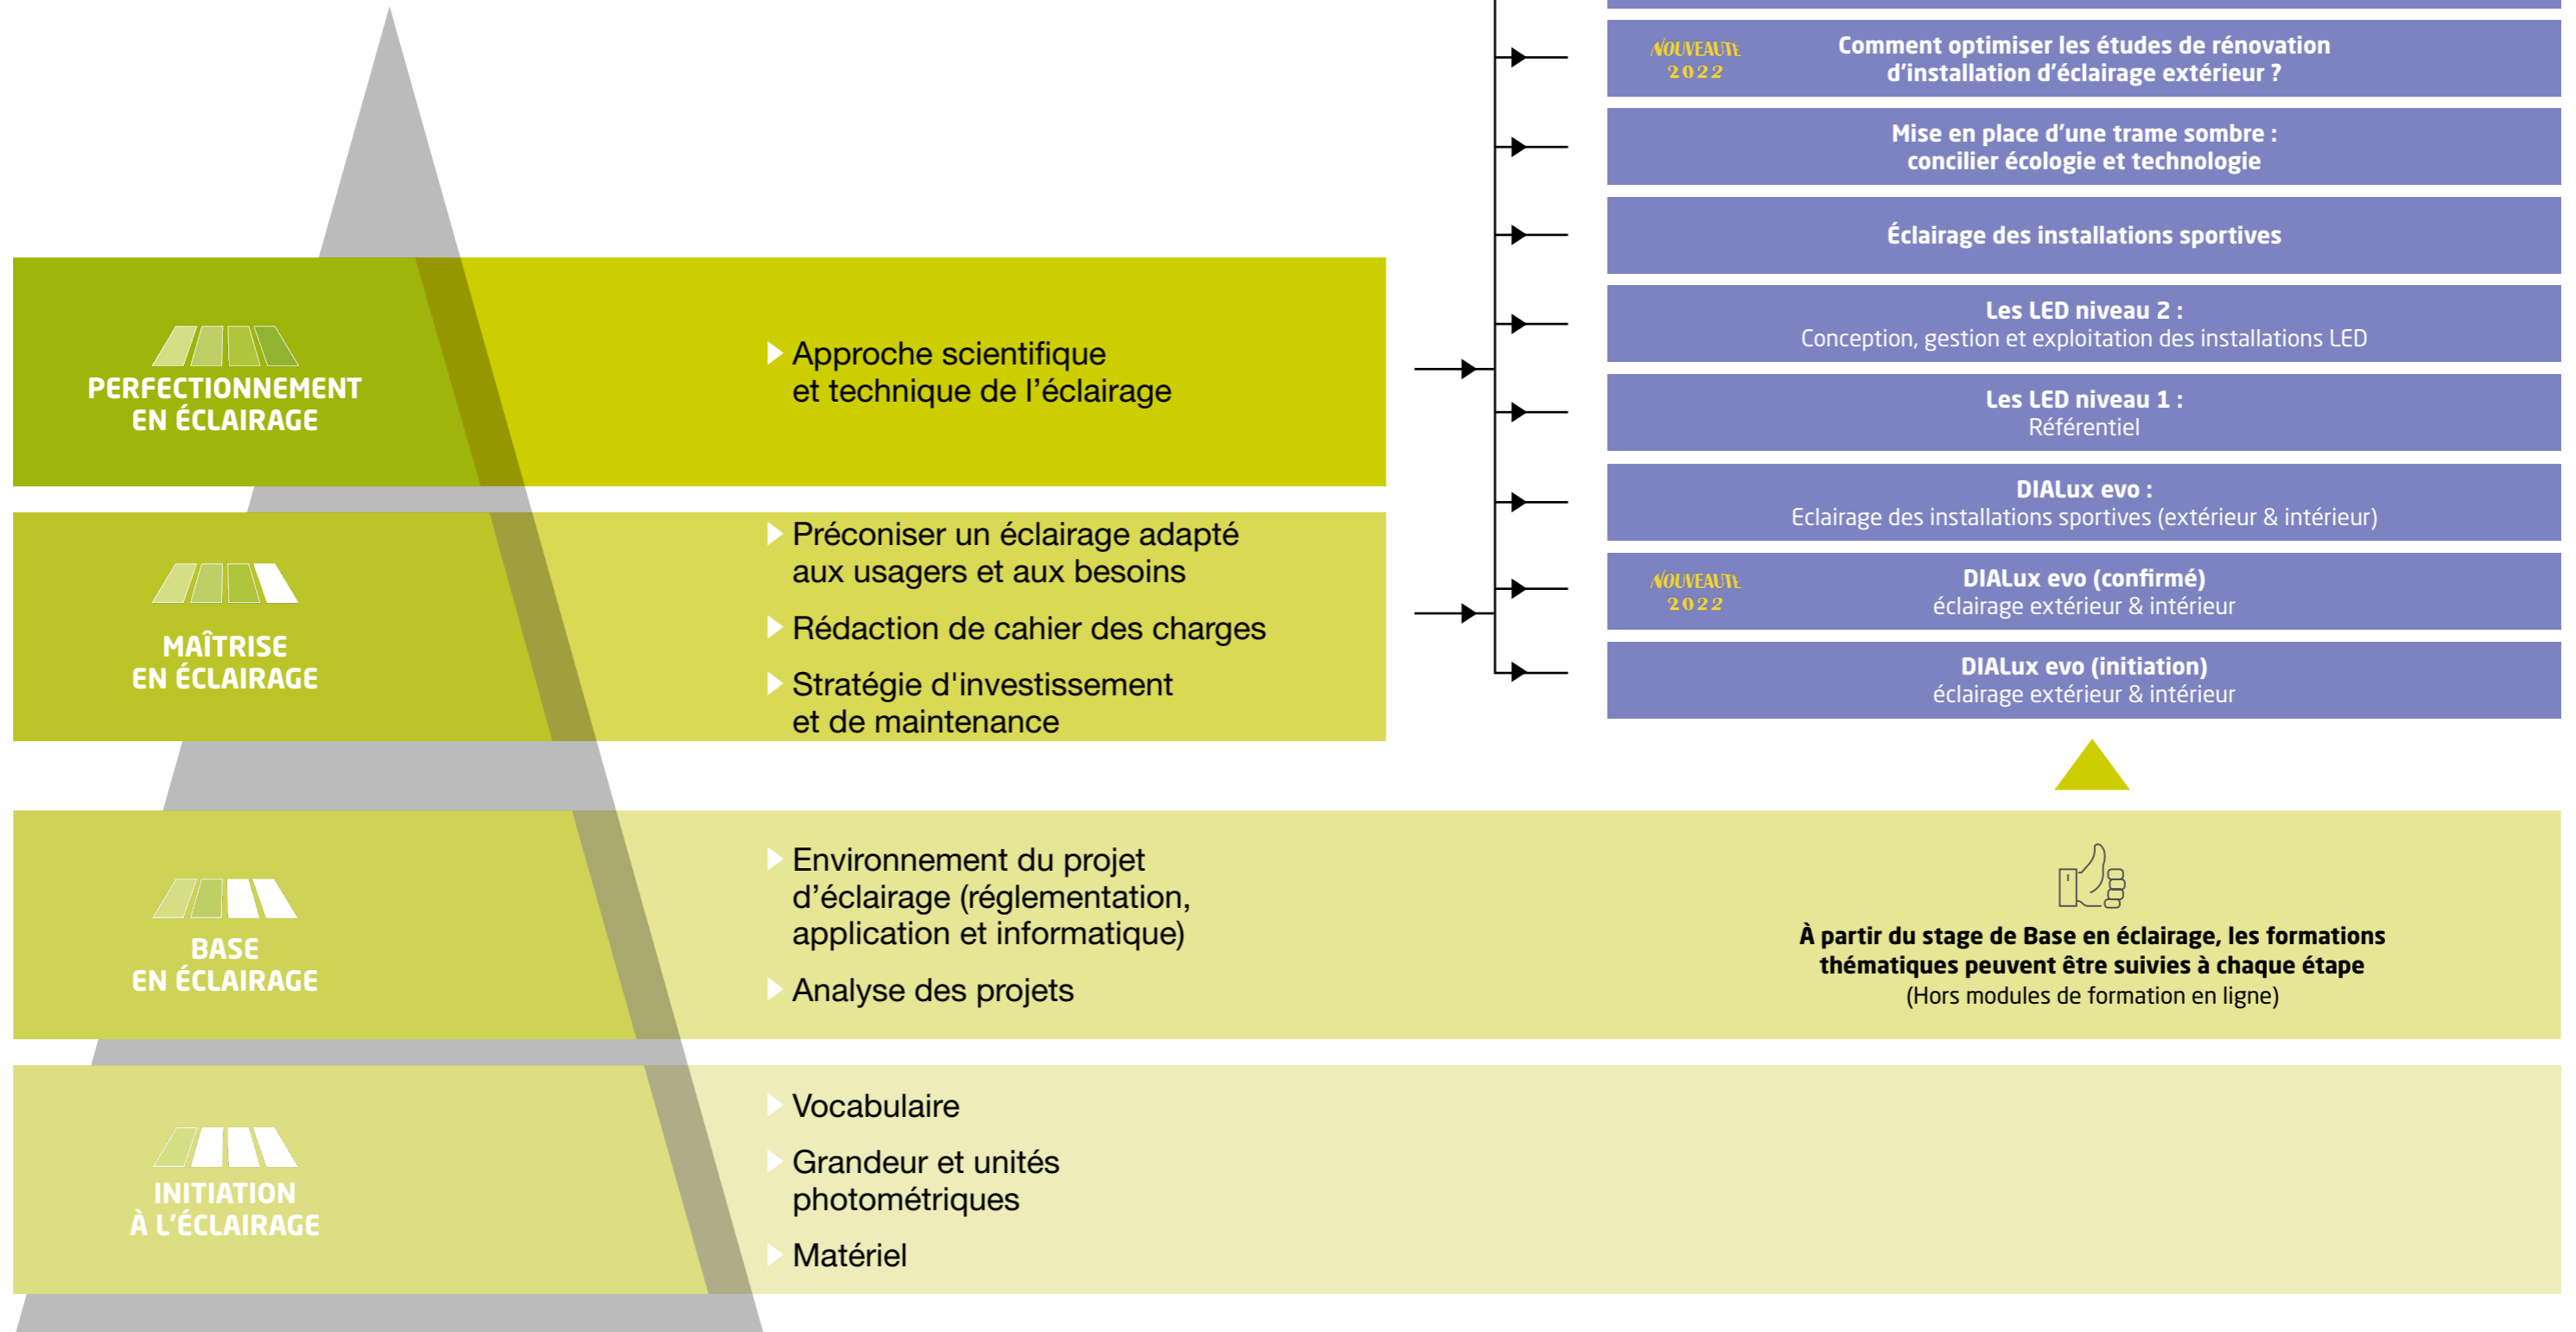 PERFECTIONNEMENT
EN ÉCLAIRAGE
Approche scientifique
et technique de l’éclairage
MAÎTRISE
EN ÉCLAIRAGE
Préconiser un éclairage adapté
aux usagers et aux besoins
Rédaction de cahier des charges
Stratégie d'investissement
et de maintenance
BASE
EN ÉCLAIRAGE
Environnement du projet
d’éclairage (réglementation,
application et informatique)
Analyse des projets
INITIATION
À L’ÉCLAIRAGE
Vocabulaire
Grandeur et unités
photométriques
Matériel
NOUVEAUTÉ
2022
Comment optimiser les études de rénovation
d’installation d’éclairage extérieur ?
Mise en place d’une trame sombre :
concilier écologie et technologie
Éclairage des installations sportives
Les LED niveau 2 :
Conception, gestion et exploitation des installations LED
Les LED niveau 1 :
Référentiel
DIALux evo :
Eclairage des installations sportives (extérieur & intérieur)
NOUVEAUTÉ
2022
DIALux evo (confirmé)
éclairage extérieur & intérieur
DIALux evo (initiation)
éclairage extérieur & intérieur
À partir du stage de Base en éclairage, les formations
thématiques peuvent être suivies à chaque étape
(Hors modules de formation en ligne)